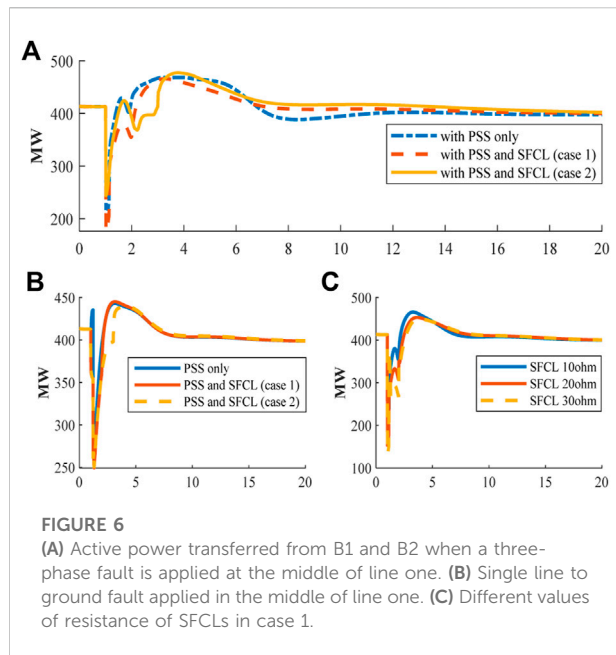 A
500
400
300
200
MW
with PSS only
with PSS and SFCL (case 1)
with PSS and SFCL (case 2)
0 2 4 6 8 10 12 14 16 18 20
B
450
400
350
300
250
MW
PSS only
PSS and SFCL (case 1)
PSS and SFCL (case 2)
0 5 10 15 20
C
500
400
300
200
100
MW
SFCL 10ohm
SFCL 20ohm
SFCL 30ohm
0 5 10 15 20
FIGURE 6
(A) Active power transferred from B1 and B2 when a three-
phase fault is applied at the middle of line one. (B) Single line to
ground fault applied in the middle of line one. (C) Different values
of resistance of SFCLs in case 1.